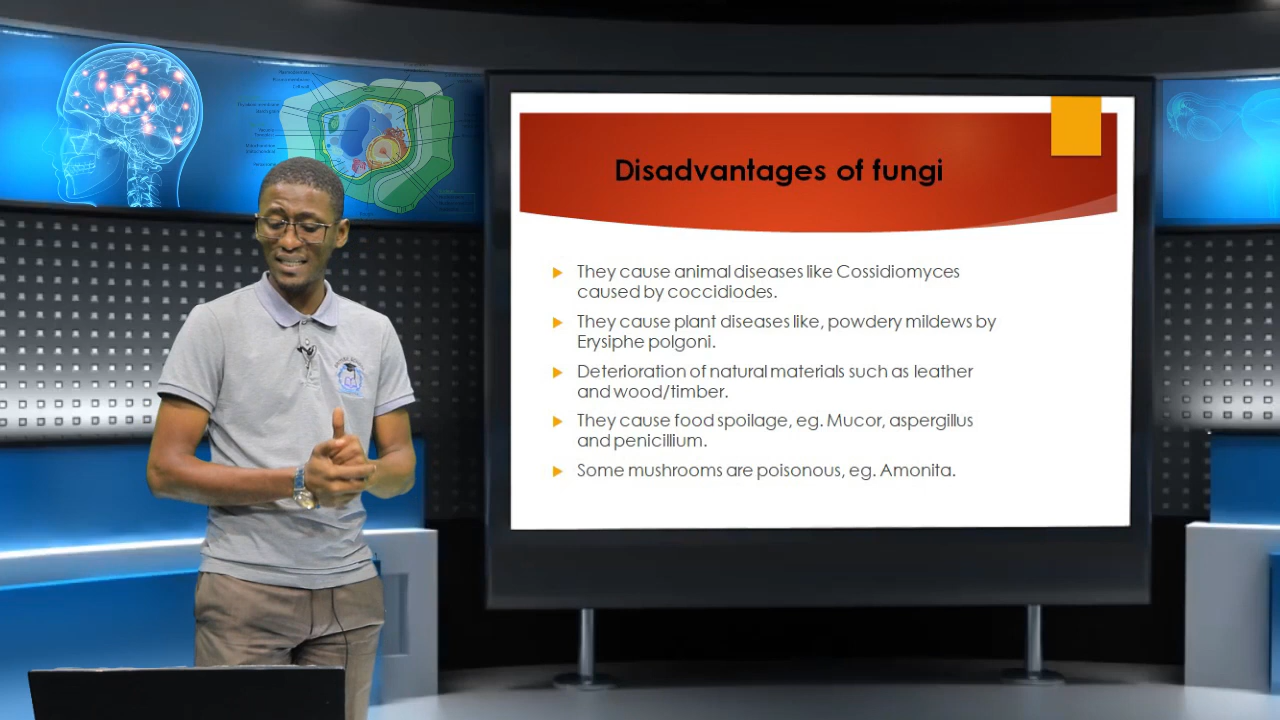 Disadvantages of fungi
They cause animal diseases like Cossidiomyces
caused by coccidiodes.
They cause plant diseases like, powdery mildews by
Erysiphe polgoni.
Deterioration of natural materials such as leather
and wood/timber.
They cause food spoilage, eg. Mucor, aspergillus
and penicillium.
Some mushrooms are poisonous, eg. Amonita.